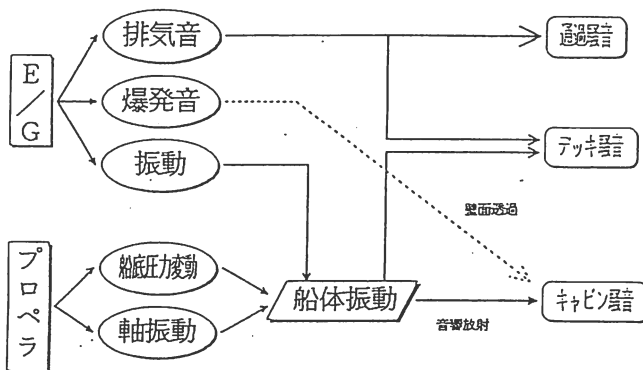 E/G
排気音
爆発音
振動
通過騒音
デッキ騒音
壁面透過
プロペラ
船底圧力変動
軸振動
船体振動
音響放射
キャビン騒音